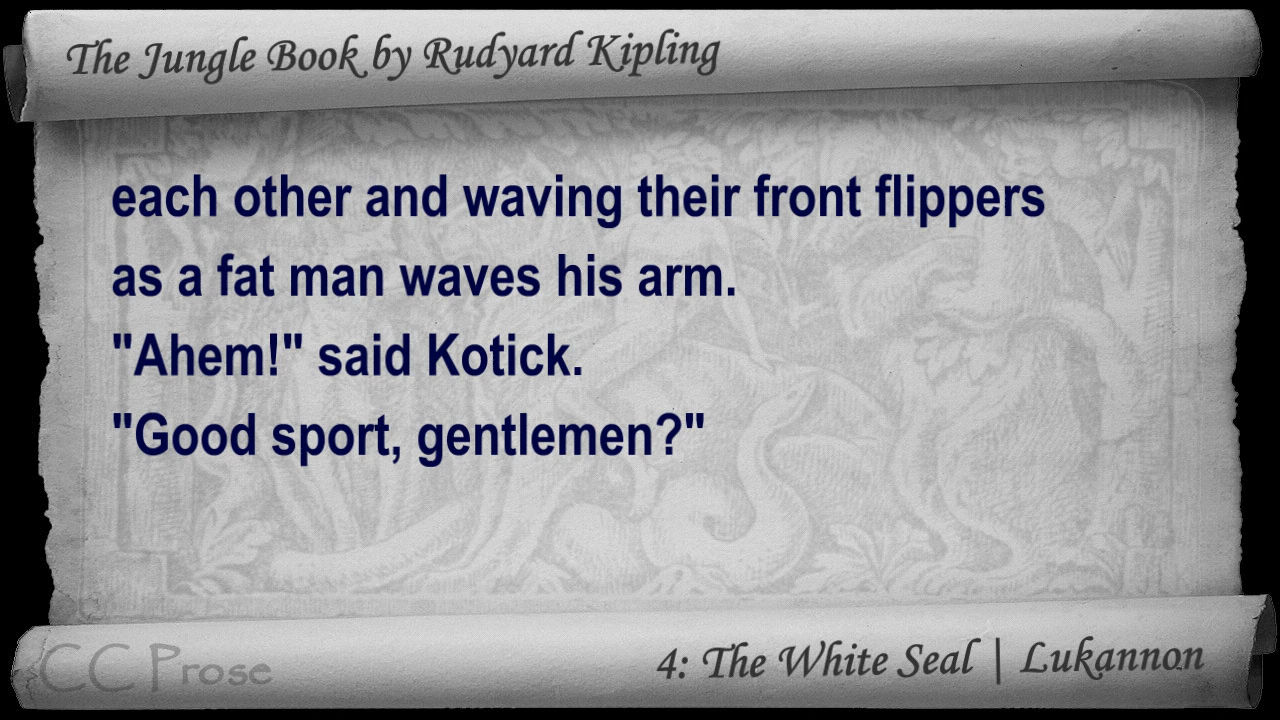 The Jungle Book by Rudyard Kipling
each other and waving their front flippers
as a fat man waves his arm.
"Ahem!" said Kotick.
"Good sport, gentlemen?"
CC Prose
4: The White Seal | Lukannon